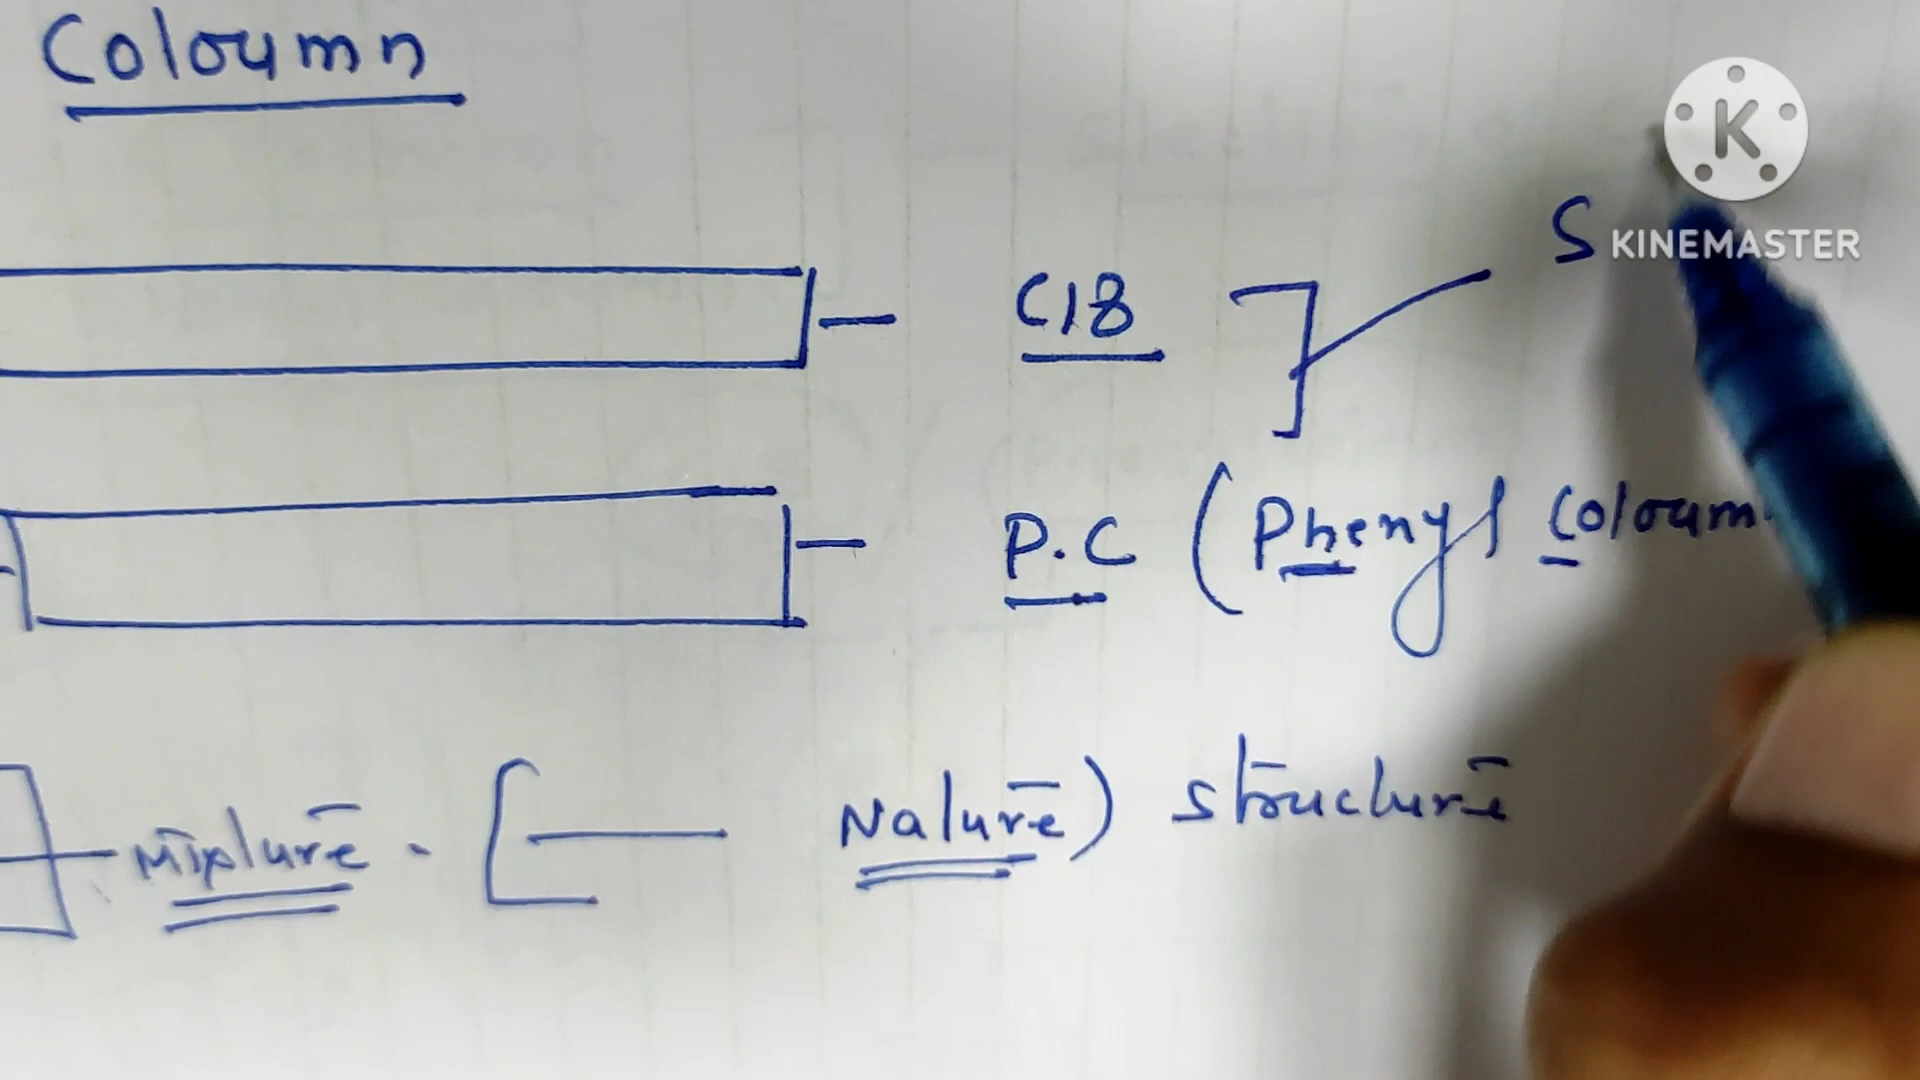 Coloumn
K
S KINEMASTER
C18
P.C (Phenyl Coloum
Mixture - [ — Nature) structure